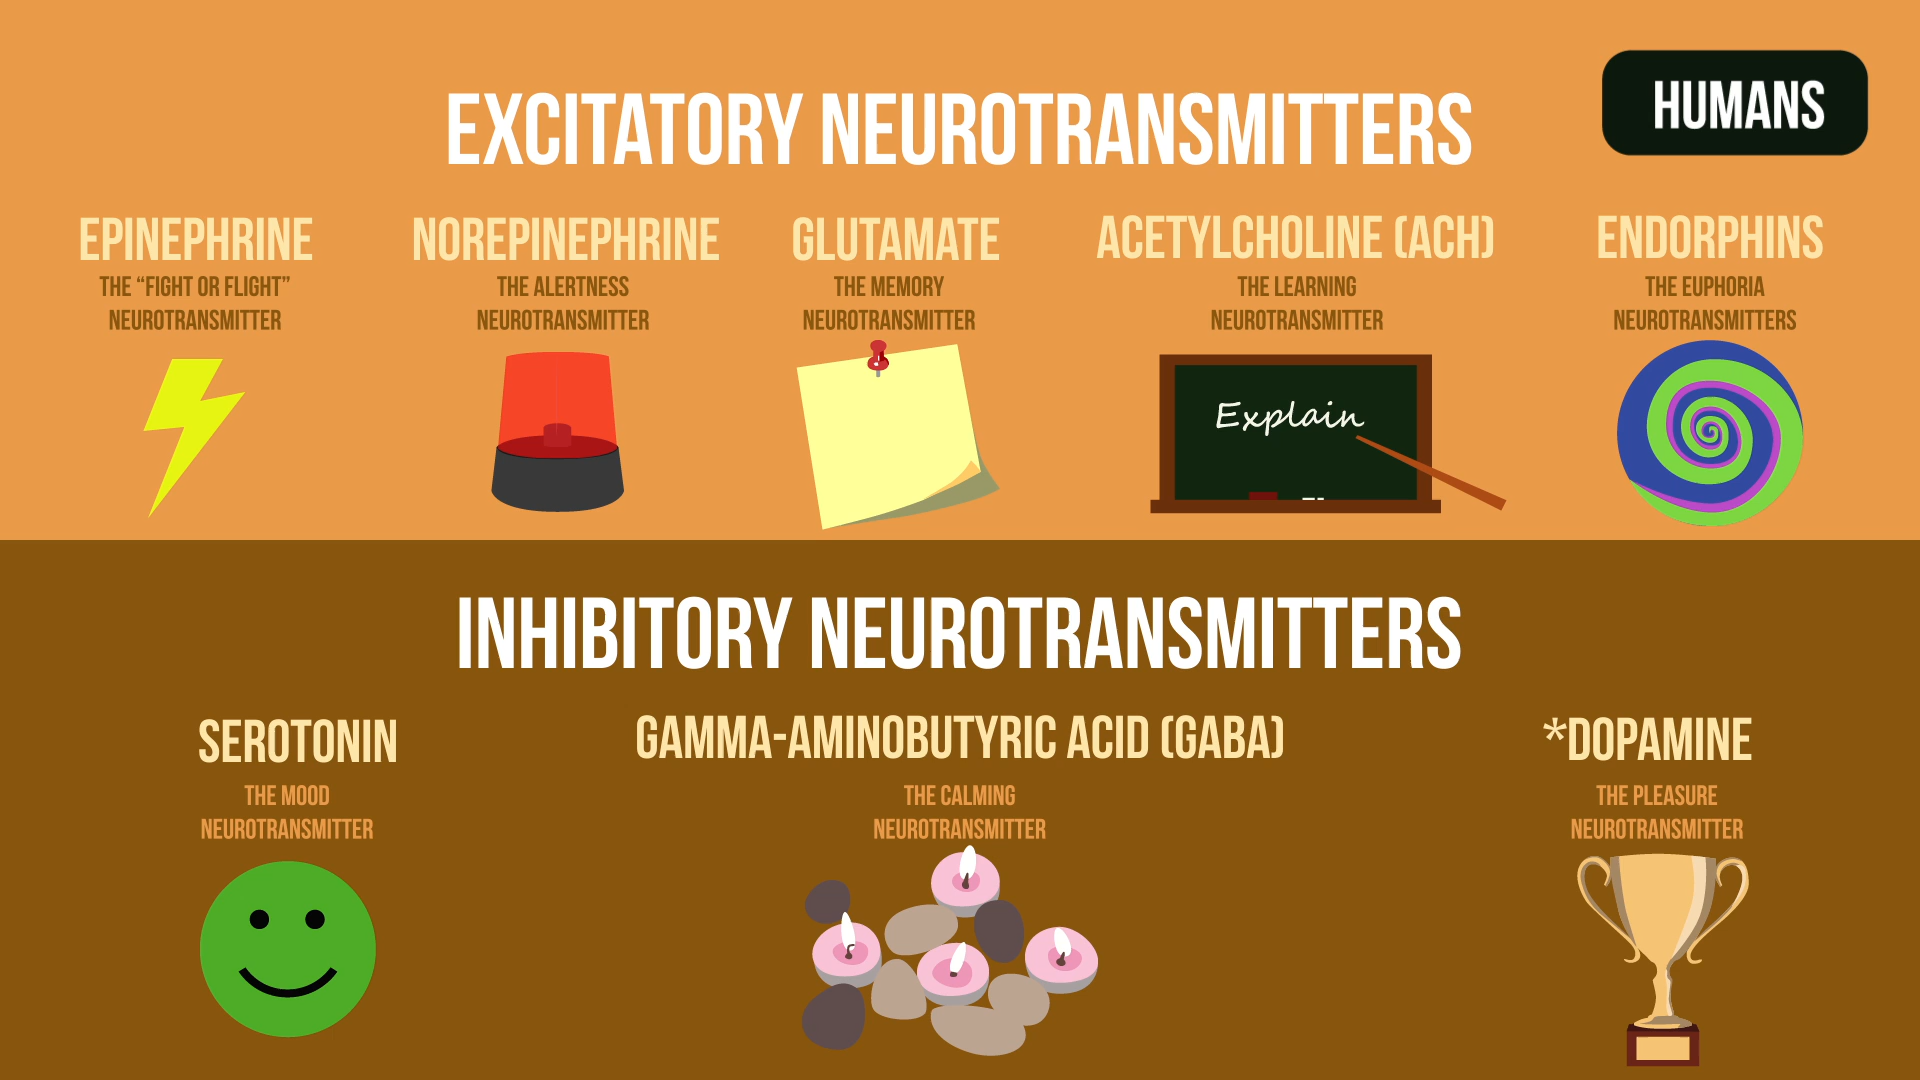 HUMANS
EXCITATORY NEUROTRANSMITTERS
EPINEPHRINE
THE "FIGHT OR FLIGHT"
NEUROTRANSMITTER
NOREPINEPHRINE
THE ALERTNESS
NEUROTRANSMITTER
GLUTAMATE
THE MEMORY
NEUROTRANSMITTER
ACETYLCHOLINE (ACH)
THE LEARNING
NEUROTRANSMITTER
Explain
ENDORPHINS
THE EUPHORIA
NEUROTRANSMITTERS
INHIBITORY NEUROTRANSMITTERS
SEROTONIN
THE MOOD
NEUROTRANSMITTER
GAMMA-AMINOBUTYRIC ACID (GABA)
THE CALMING
NEUROTRANSMITTER
*DOPAMINE
THE PLEASURE
NEUROTRANSMITTER